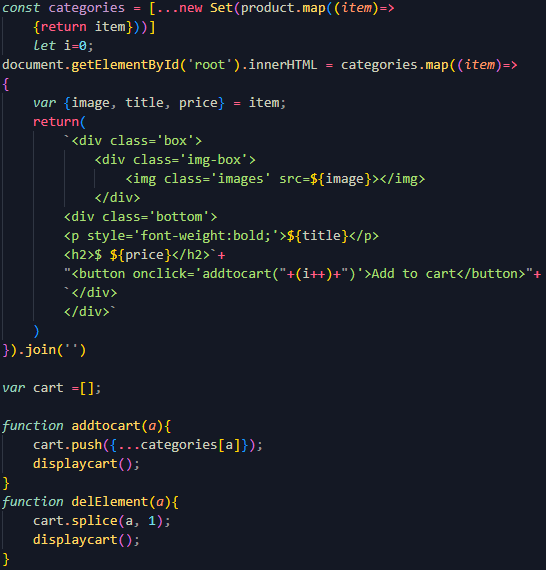 const categories = [...new Set(product.map((item)=>
    {return item}))]
    let i=0;
document.getElementById('root').innerHTML = categories.map((item)=>
{
    var {image, title, price} = item;
    return(
        `<div class='box'>
            <div class='img-box'>
                <img class='images' src=${image}></img>
            </div>
        <div class='bottom'>
        <p style='font-weight:bold;'>${title}</p>
        <h2>$ ${price}</h2>`+
        "<button onclick='addtocart("+(i++)+")'>Add to cart</button>"+
        `</div>
        </div>`
    )
}).join('')
var cart =[];
function addtocart(a){
    cart.push({...categories[a]});
    displaycart();
}
function delElement(a){
    cart.splice(a, 1);
    displaycart();
}